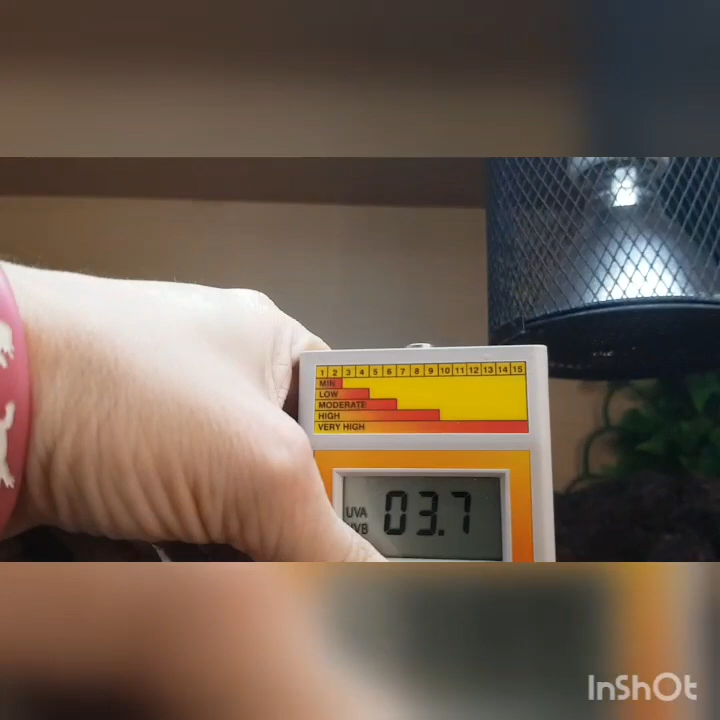 1 2 3 4 5 6 7 8 9 10 11 12 13 14 15
MIN
LOW
MODERATE
HIGH
VERY HIGH
UVA 03.7
UVB
InShOt